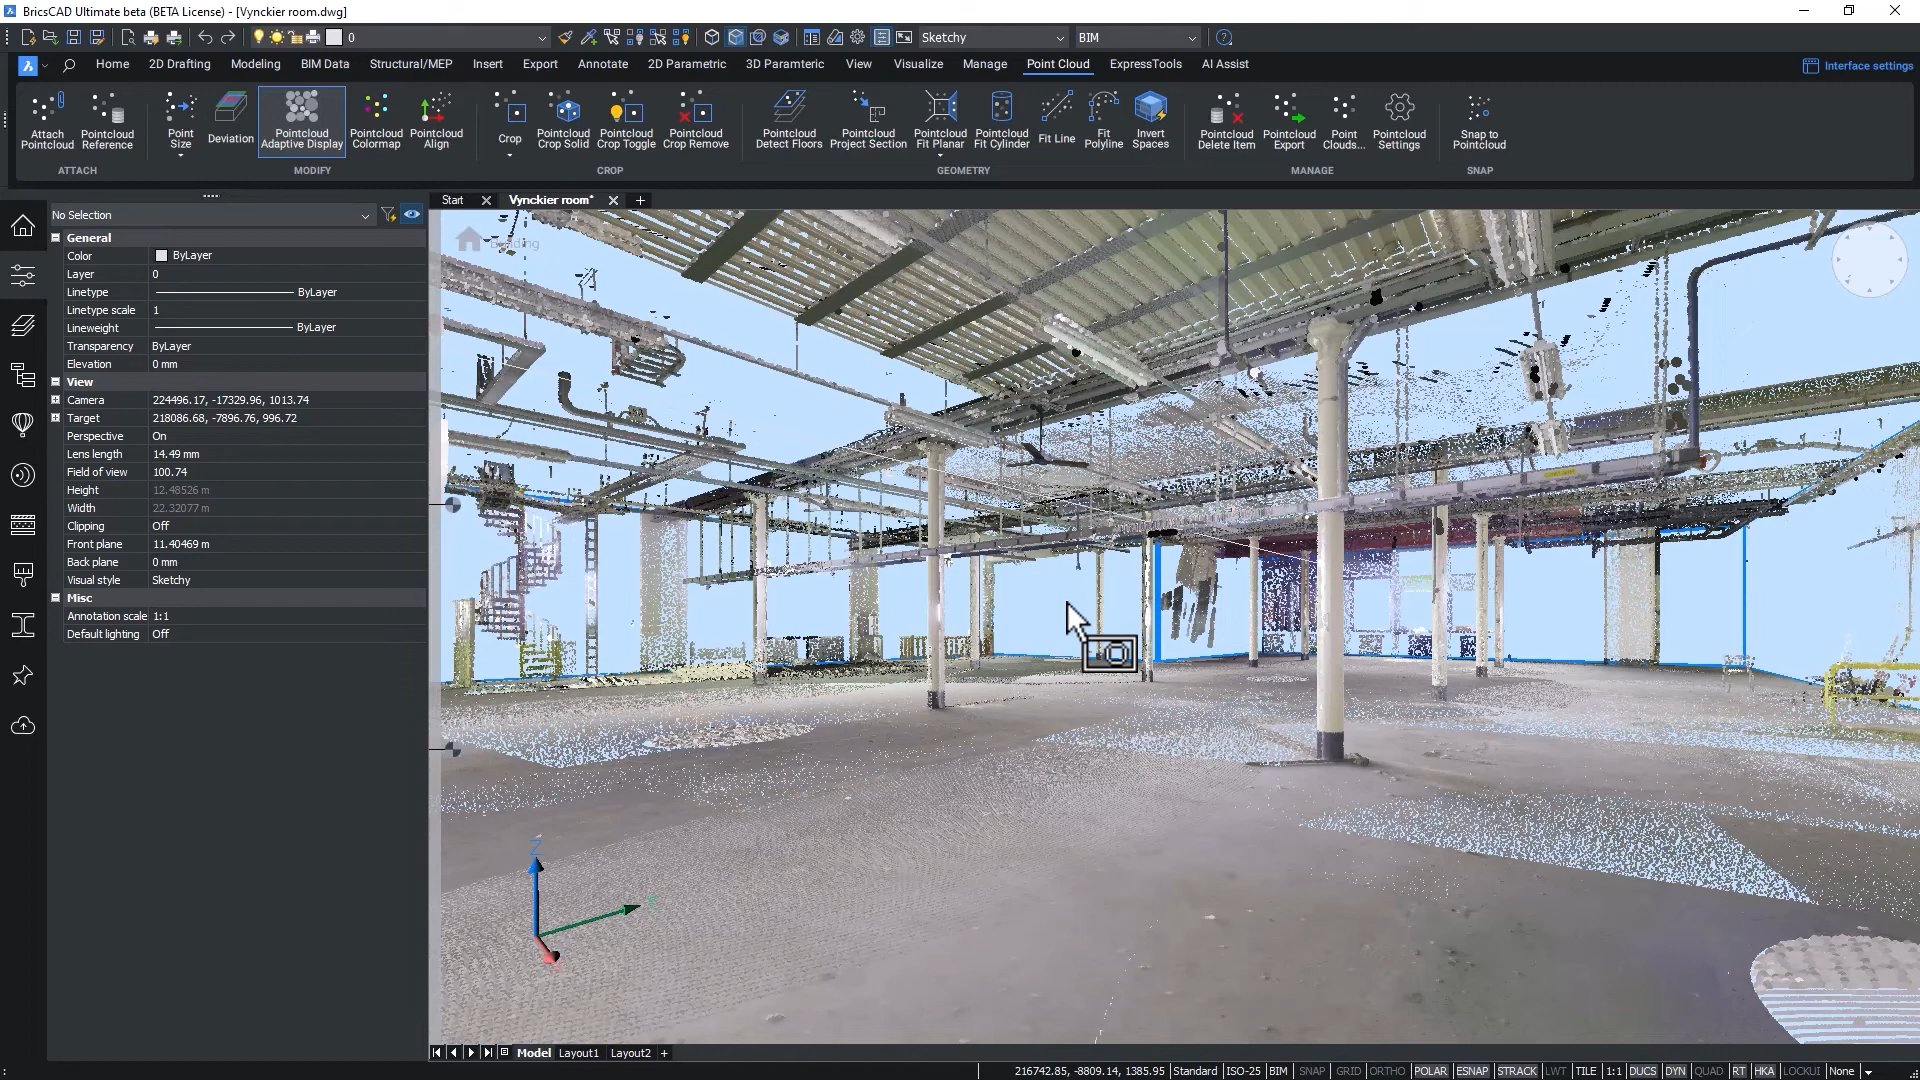 BricsCAD Ultimate beta (BETA License) - [Vynckier room.dwg]
0
Sketchy
BIM
Home
2D Drafting
Modeling
BIM Data
Structural/MEP
Insert
Export
Annotate
2D Parametric
3D Paramteric
View
Visualize
Manage
Point Cloud
ExpressTools
AI Assist
Interface settings
Attach
Pointcloud
Pointcloud
Reference
Point
Size
Deviation
Pointcloud
Adaptive Display
Pointcloud
Colormap
Pointcloud
Align
Crop
Pointcloud
Crop Solid
Pointcloud
Crop Toggle
Pointcloud
Crop Remove
Pointcloud
Detect Floors
Pointcloud
Project Section
Pointcloud
Fit Planar
Pointcloud
Fit Cylinder
Fit Line
Fit
Polyline
Invert
Spaces
Pointcloud
Delete Item
Pointcloud
Export
Point
Clouds...
Pointcloud
Settings
Snap to
Pointcloud
ATTACH
MODIFY
CROP
GEOMETRY
MANAGE
SNAP
Start
Vynckier room*
No Selection
General
Color ByLayer
Layer 0
Linetype ByLayer
Linetype scale 1
Lineweight ByLayer
Transparency ByLayer
Elevation 0 mm
View
Camera 224496.17, -17329.96, 1013.74
Target 218086.68, -7896.76, 996.72
Perspective On
Lens length 14.49 mm
Field of view 100.74
Height 12.48526 m
Width 22.32077 m
Clipping Off
Front plane 11.40469 m
Back plane 0 mm
Visual style Sketchy
Misc
Annotation scale 1:1
Default lighting Off
Building
Z
Y
Model
Layout1
Layout2
216742.85, -8809.14, 1385.95
Standard
ISO-25
BIM
SNAP
GRID
ORTHO
POLAR
ESNAP
STRACK
LWT
TILE
1:1
DUCS
DYN
QUAD
RT
HKA
LOCKUI
None